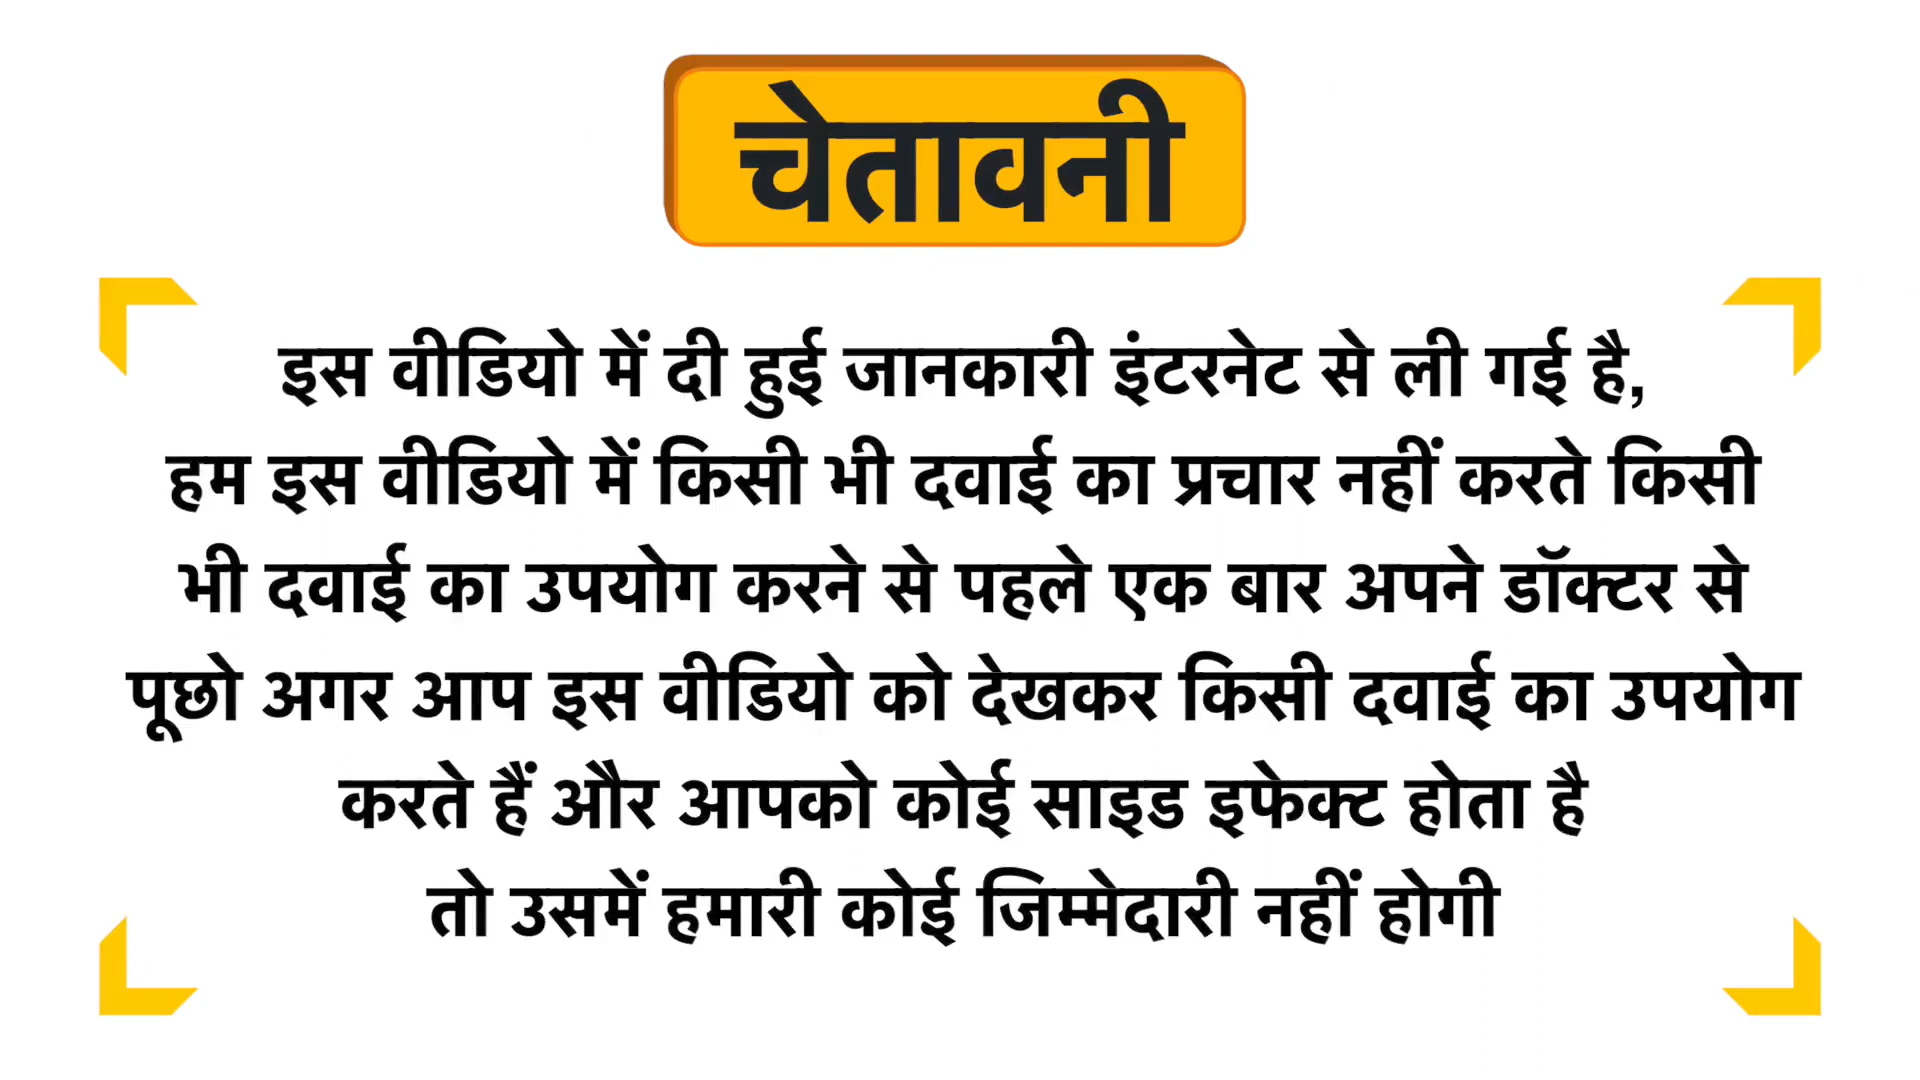 चेतावनी
इस वीडियो में दी हुई जानकारी इंटरनेट से ली गई है,
हम इस वीडियो में किसी भी दवाई का प्रचार नहीं करते किसी
भी दवाई का उपयोग करने से पहले एक बार अपने डॉक्टर से
पूछो अगर आप इस वीडियो को देखकर किसी दवाई का उपयोग
करते हैं और आपको कोई साइड इफेक्ट होता है
तो उसमें हमारी कोई जिम्मेदारी नहीं होगी